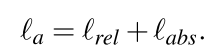 ℓ_a = ℓ_rel + ℓ_abs.